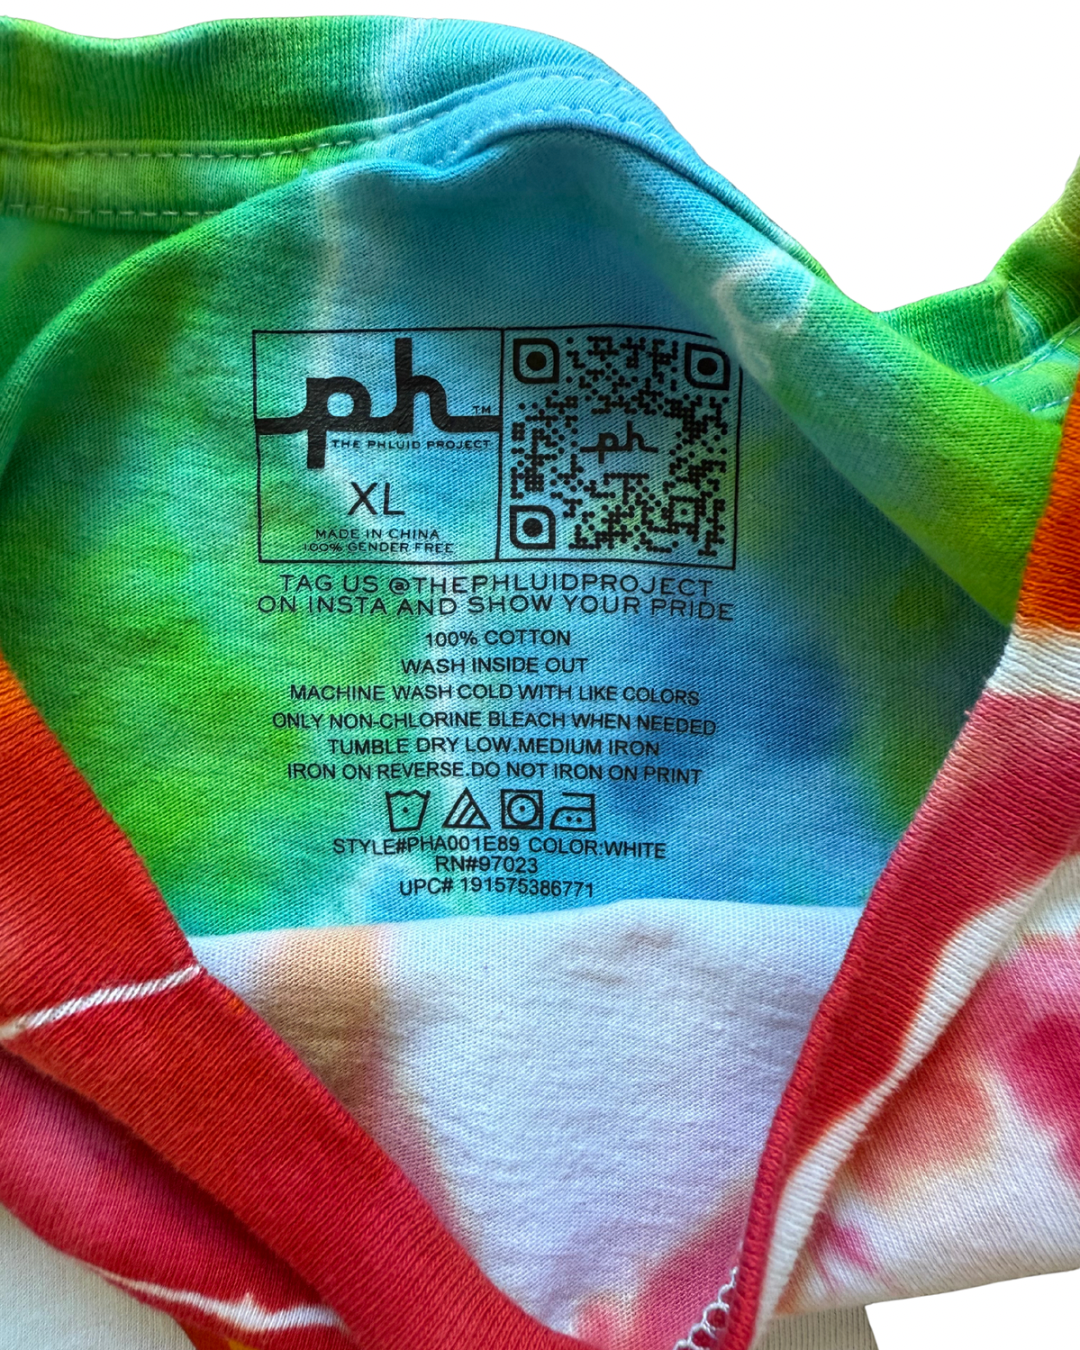 ph™
THE PHLUID PROJECT
XL
MADE IN CHINA
100% GENDER FREE
ph
TAG US @THEPHLUIDPROJECT
ON INSTA AND SHOW YOUR PRIDE
100% COTTON
WASH INSIDE OUT
MACHINE WASH COLD WITH LIKE COLORS
ONLY NON-CHLORINE BLEACH WHEN NEEDED
TUMBLE DRY LOW.MEDIUM IRON
IRON ON REVERSE.DO NOT IRON ON PRINT
STYLE#PHA001E89 COLOR:WHITE
RN#97023
UPC# 191575386771